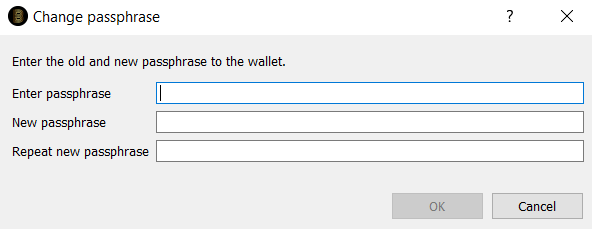 Change passphrase
?
Enter the old and new passphrase to the wallet.
Enter passphrase
New passphrase
Repeat new passphrase
OK Cancel